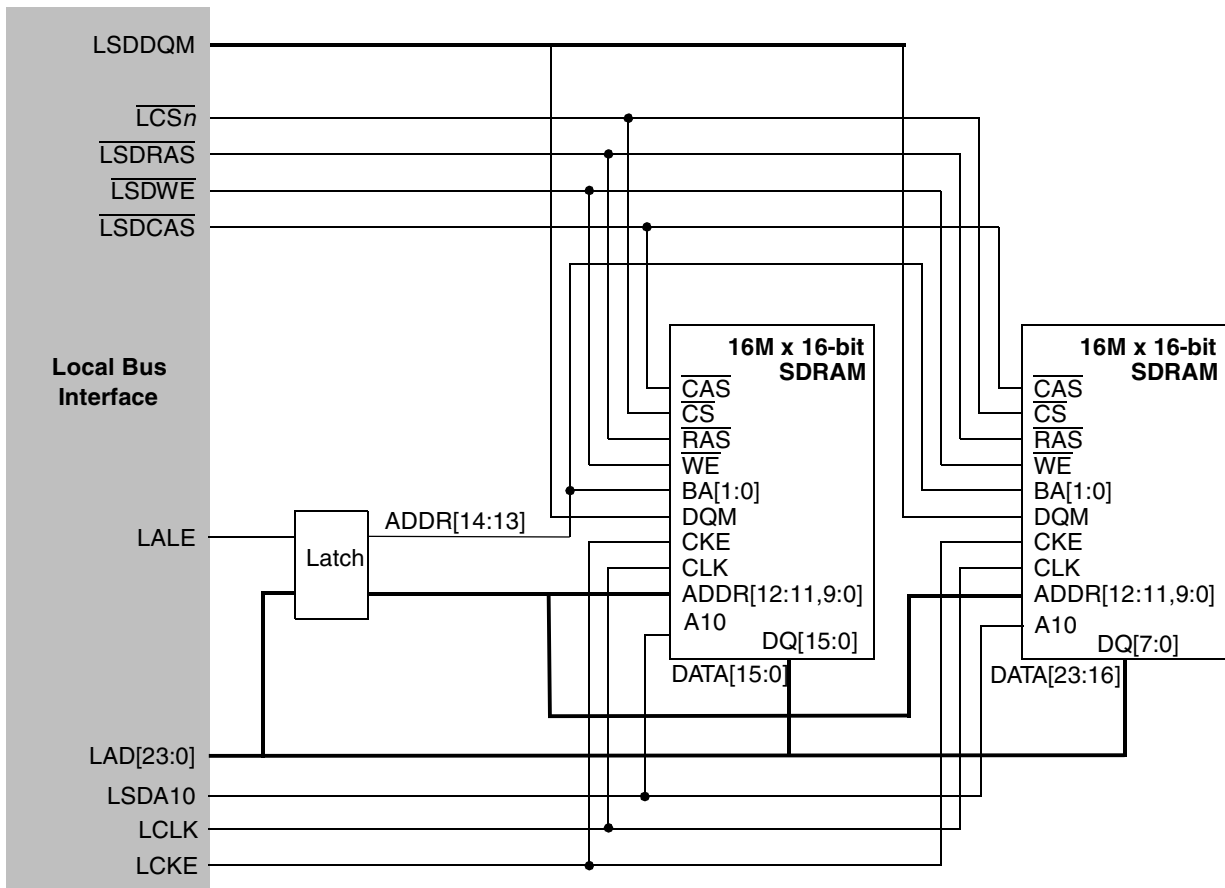 LSDDQM
LCSn
LSDRAS
LSDWE
LSDCAS
Local Bus
Interface
LALE
LAD[23:0]
LSDA10
LCLK
LCKE
Latch
ADDR[14:13]
16M x 16-bit
SDRAM
CAS
CS
RAS
WE
BA[1:0]
DQM
CKE
CLK
ADDR[12:11,9:0]
A10
DQ[15:0]
DATA[15:0]
16M x 16-bit
SDRAM
CAS
CS
RAS
WE
BA[1:0]
DQM
CKE
CLK
ADDR[12:11,9:0]
A10
DQ[7:0]
DATA[23:16]